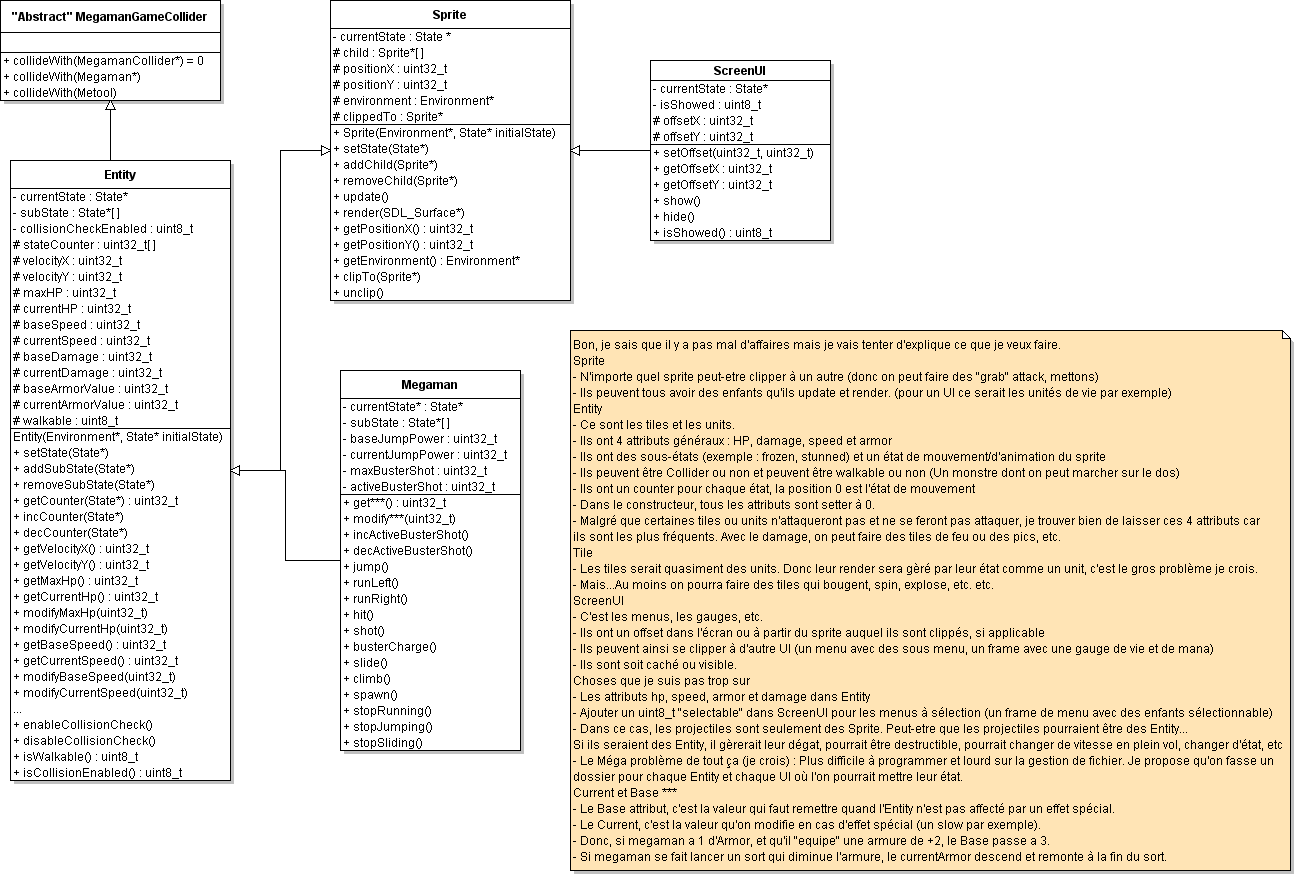 "Abstract" MegamanGameCollider
+ collideWith(MegamanCollider*) = 0
+ collideWith(Megaman*)
+ collideWith(Metool)
Entity
- currentState : State*
- subState : State*[]
- collisionCheckEnabled : uint8_t
# stateCounter : uint32_t[]
# velocityX : uint32_t
# velocityY : uint32_t
# maxHP : uint32_t
# currentHP : uint32_t
# baseSpeed : uint32_t
# currentSpeed : uint32_t
# baseDamage : uint32_t
# currentDamage : uint32_t
# baseArmorValue : uint32_t
# currentArmorValue : uint32_t
# walkable : uint8_t
Entity(Environment*, State* initialState)
+ setState(State*)
+ addSubState(State*)
+ removeSubState(State*)
+ getCounter(State*) : uint32_t
+ incCounter(State*)
+ decCounter(State*)
+ getVelocityX() : uint32_t
+ getVelocityY() : uint32_t
+ getMaxHp() : uint32_t
+ getCurrentHp() : uint32_t
+ modifyMaxHp(uint32_t)
+ modifyCurrentHp(uint32_t)
+ getBaseSpeed() : uint32_t
+ getCurrentSpeed() : uint32_t
+ modifyBaseSpeed(uint32_t)
+ modifyCurrentSpeed(uint32_t)
...
+ enableCollisionCheck()
+ disableCollisionCheck()
+ isWalkable() : uint8_t
+ isCollisionEnabled() : uint8_t
Sprite
- currentState : State *
# child : Sprite*[]
# positionX : uint32_t
# positionY : uint32_t
# environment : Environment*
# clippedTo : Sprite*
+ Sprite(Environment*, State* initialState)
+ setState(State*)
+ addChild(Sprite*)
+ removeChild(Sprite*)
+ update()
+ render(SDL_Surface*)
+ getPositionX() : uint32_t
+ getPositionY() : uint32_t
+ getEnvironment() : Environment*
+ clipTo(Sprite*)
+ unclip()
ScreenUI
- currentState : State*
- isShowed : uint8_t
# offsetX : uint32_t
# offsetY : uint32_t
+ setOffset(uint32_t, uint32_t)
+ getOffsetX : uint32_t
+ getOffsetY : uint32_t
+ show()
+ hide()
+ isShowed() : uint8_t
Megaman
- currentState* : State*
- subState : State*[]
- baseJumpPower : uint32_t
- currentJumpPower : uint32_t
- maxBusterShot : uint32_t
- activeBusterShot : uint32_t
+ get***() : uint32_t
+ modify***(uint32_t)
+ incActiveBusterShot()
+ decActiveBusterShot()
+ jump()
+ runLeft()
+ runRight()
+ hit()
+ shot()
+ busterCharge()
+ slide()
+ climb()
+ spawn()
+ stopRunning()
+ stopJumping()
+ stopSliding()
Bon, je sais que il y a pas mal d'affaires mais je vais tenter d'explique ce que je veux faire.
Sprite
- N'importe quel sprite peut-etre clipper à un autre (donc on peut faire des "grab" attack, mettons)
- Ils peuvent tous avoir des enfants qu'ils update et render. (pour un UI ce serait les unités de vie par exemple)
Entity
- Ce sont les tiles et les units.
- Ils ont 4 attributs généraux : HP, damage, speed et armor
- Ils ont des sous-états (exemple : frozen, stunned) et un état de mouvement/d'animation du sprite
- Ils peuvent être Collider ou non et peuvent être walkable ou non (Un monstre dont on peut marcher sur le dos)
- Ils ont un counter pour chaque état, la position 0 est l'état de mouvement
- Dans le constructeur, tous les attributs sont setter à 0.
- Malgré que certaines tiles ou units n'attaqueront pas et ne se feront pas attaquer, je trouver bien de laisser ces 4 attributs car
ils sont les plus fréquents. Avec le damage, on peut faire des tiles de feu ou des pics, etc.
Tile
- Les tiles serait quasiment des units. Donc leur render sera gèré par leur état comme un unit, c'est le gros problème je crois.
- Mais...Au moins on pourra faire des tiles qui bougent, spin, explose, etc. etc.
ScreenUI
- C'est les menus, les gauges, etc.
- Ils ont un offset dans l'écran ou à partir du sprite auquel ils sont clippés, si applicable
- Ils peuvent ainsi se clipper à d'autre UI (un menu avec des sous menu, un frame avec une gauge de vie et de mana)
- Ils sont soit caché ou visible.
Choses que je suis pas trop sur
- Les attributs hp, speed, armor et damage dans Entity
- Ajouter un uint8_t "selectable" dans ScreenUI pour les menus à sélection (un frame de menu avec des enfants sélectionnable)
- Dans ce cas, les projectiles sont seulement des Sprite. Peut-etre que les projectiles pourraient être des Entity...
Si ils seraient des Entity, il gèrerait leur dégat, pourrait être destructible, pourrait changer de vitesse en plein vol, changer d'état, etc
- Le Méga problème de tout ça (je crois) : Plus difficile à programmer et lourd sur la gestion de fichier. Je propose qu'on fasse un
dossier pour chaque Entity et chaque UI où l'on pourrait mettre leur état.
Current et Base ***
- Le Base attribut, c'est la valeur qui faut remettre quand l'Entity n'est pas affecté par un effet spécial.
- Le Current, c'est la valeur qu'on modifie en cas d'effet spécial (un slow par exemple).
- Donc, si megaman a 1 d'Armor, et qu'il "equipe" une armure de +2, le Base passe a 3.
- Si megaman se fait lancer un sort qui diminue l'armure, le currentArmor descend et remonte à la fin du sort.